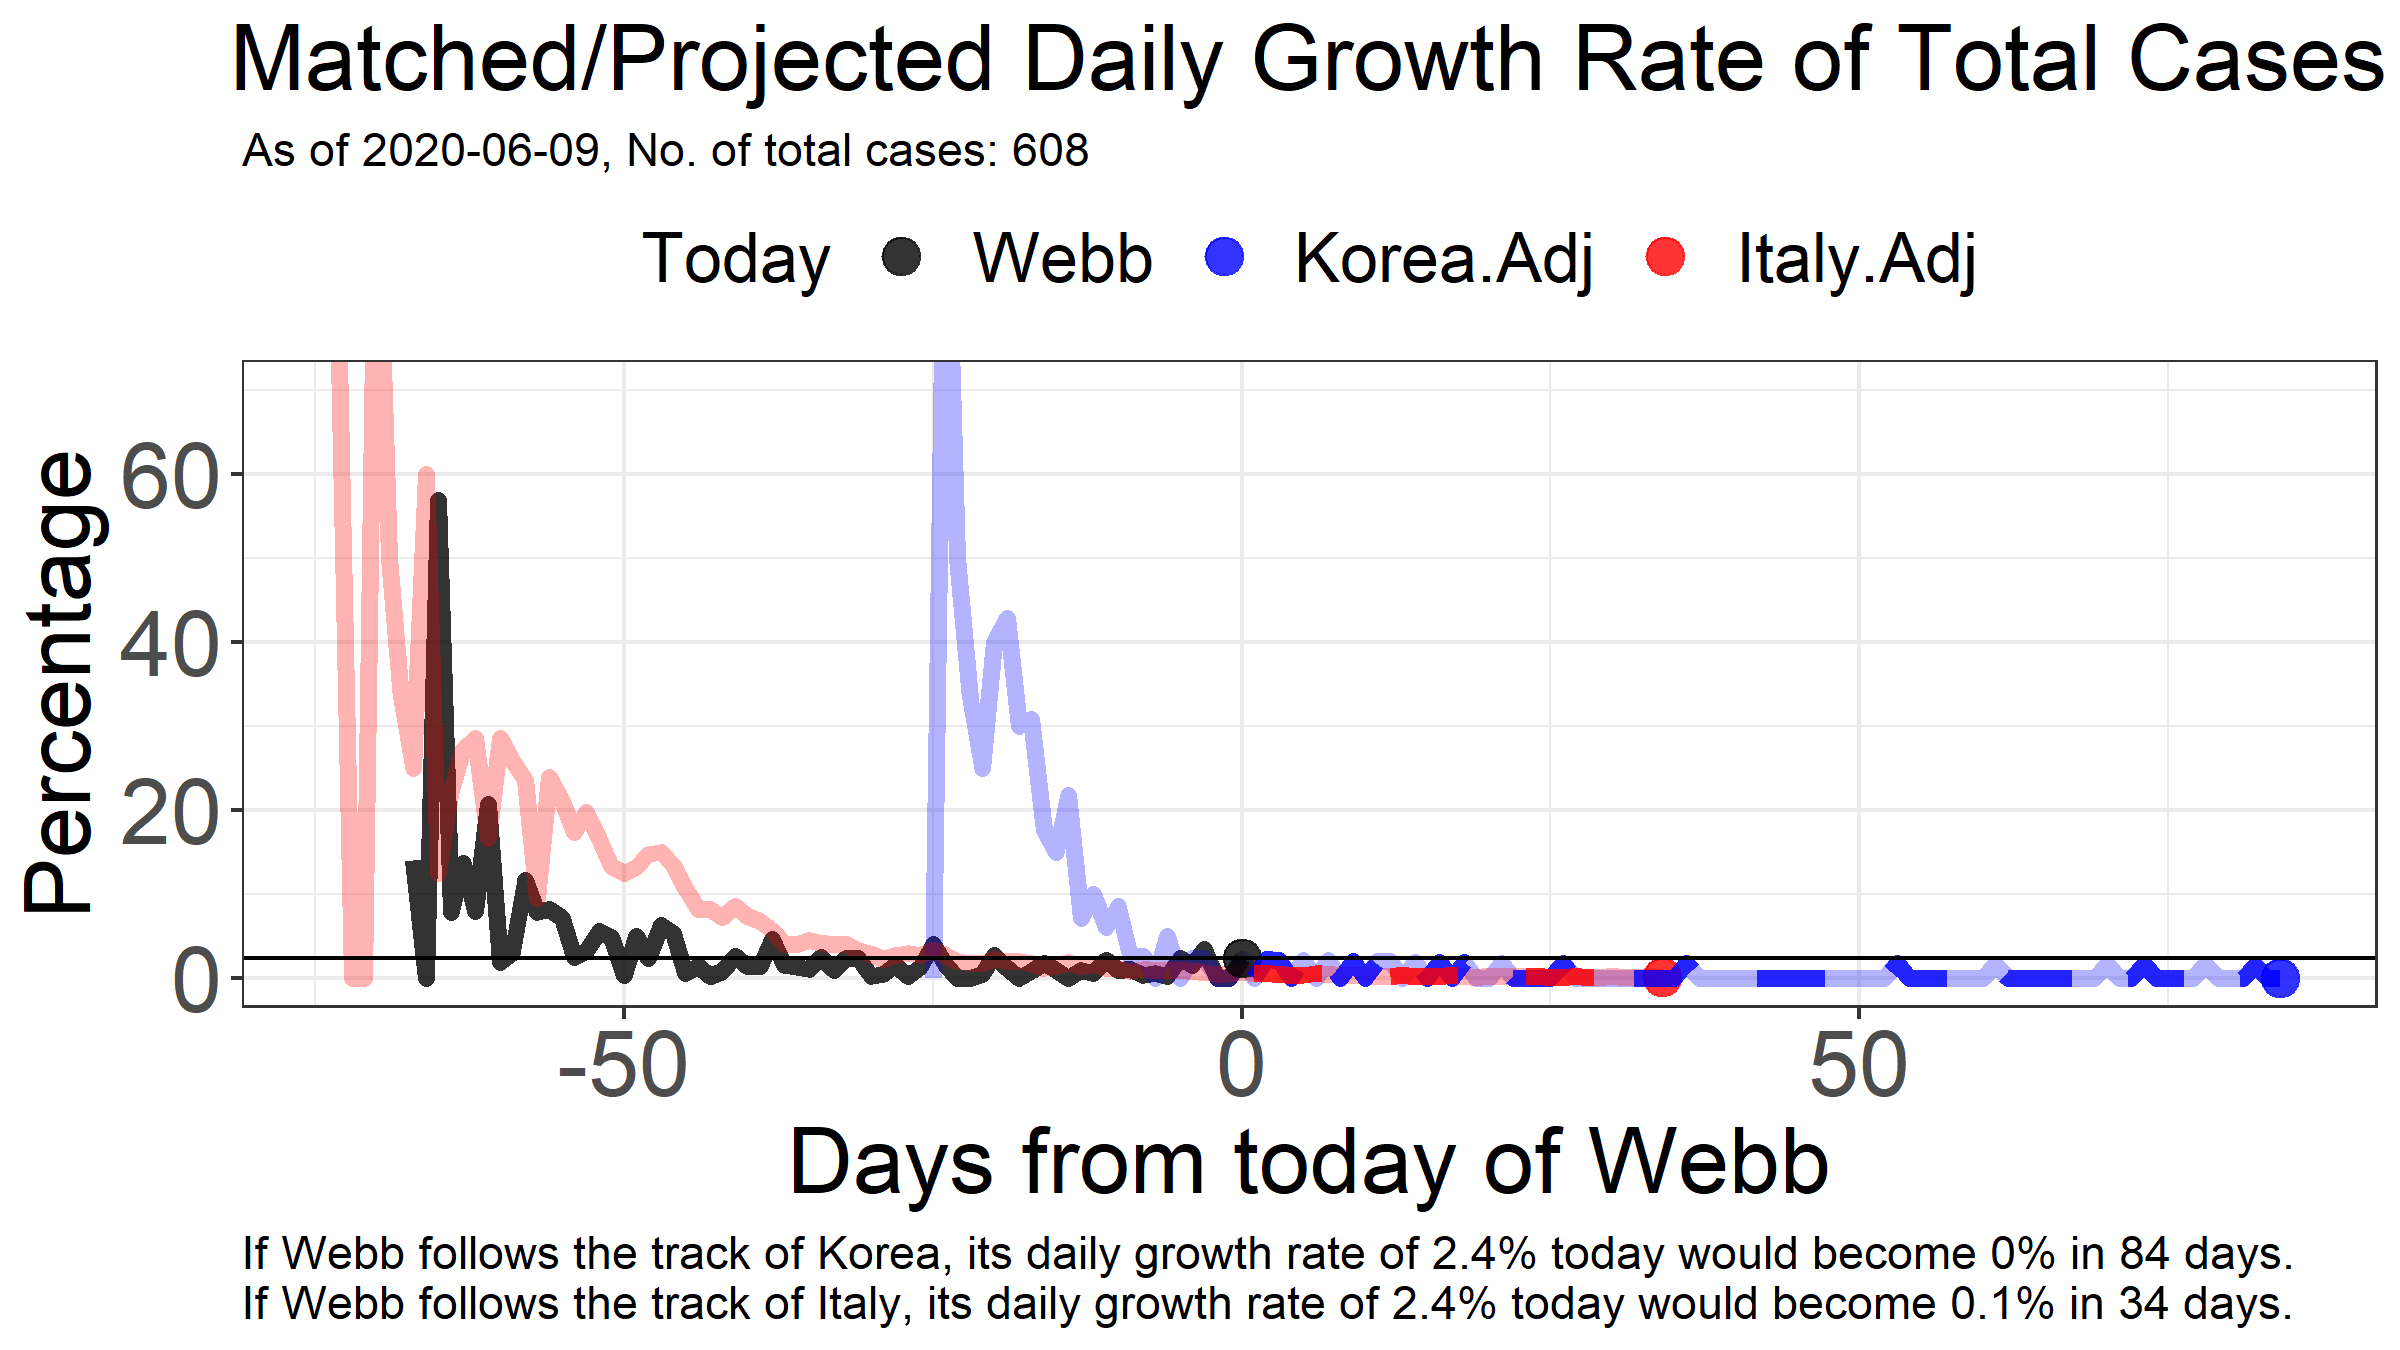 Matched/Projected Daily Growth Rate of Total Cases
As of 2020-06-09, No. of total cases: 608
Today Webb Korea.Adj Italy.Adj
Percentage
60
40
20
0
-50 0 50
Days from today of Webb
If Webb follows the track of Korea, its daily growth rate of 2.4% today would become 0% in 84 days.
If Webb follows the track of Italy, its daily growth rate of 2.4% today would become 0.1% in 34 days.